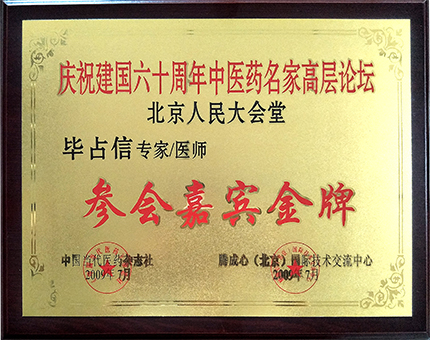 庆祝建国六十周年中医药名家高层论坛
北京人民大会堂
毕占信专家/医师
参会嘉宾金牌
中国当代医药杂志社
2009年7月
腾成心（北京）国际技术交流中心
2009年7月